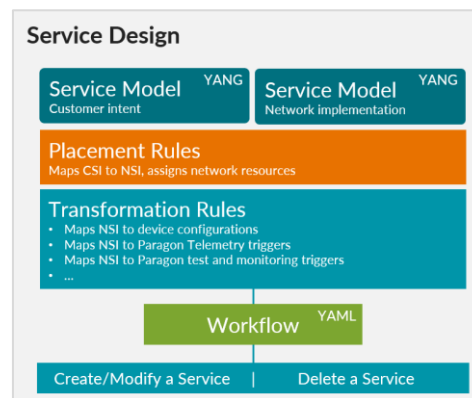 Service Design
Service Model YANG
Customer intent
Service Model YANG
Network implementation
Placement Rules
Maps CSI to NSI, assigns network resources
Transformation Rules
• Maps NSI to device configurations
• Maps NSI to Paragon Telemetry triggers
• Maps NSI to Paragon test and monitoring triggers
• ...
Workflow YAML
Create/Modify a Service | Delete a Service